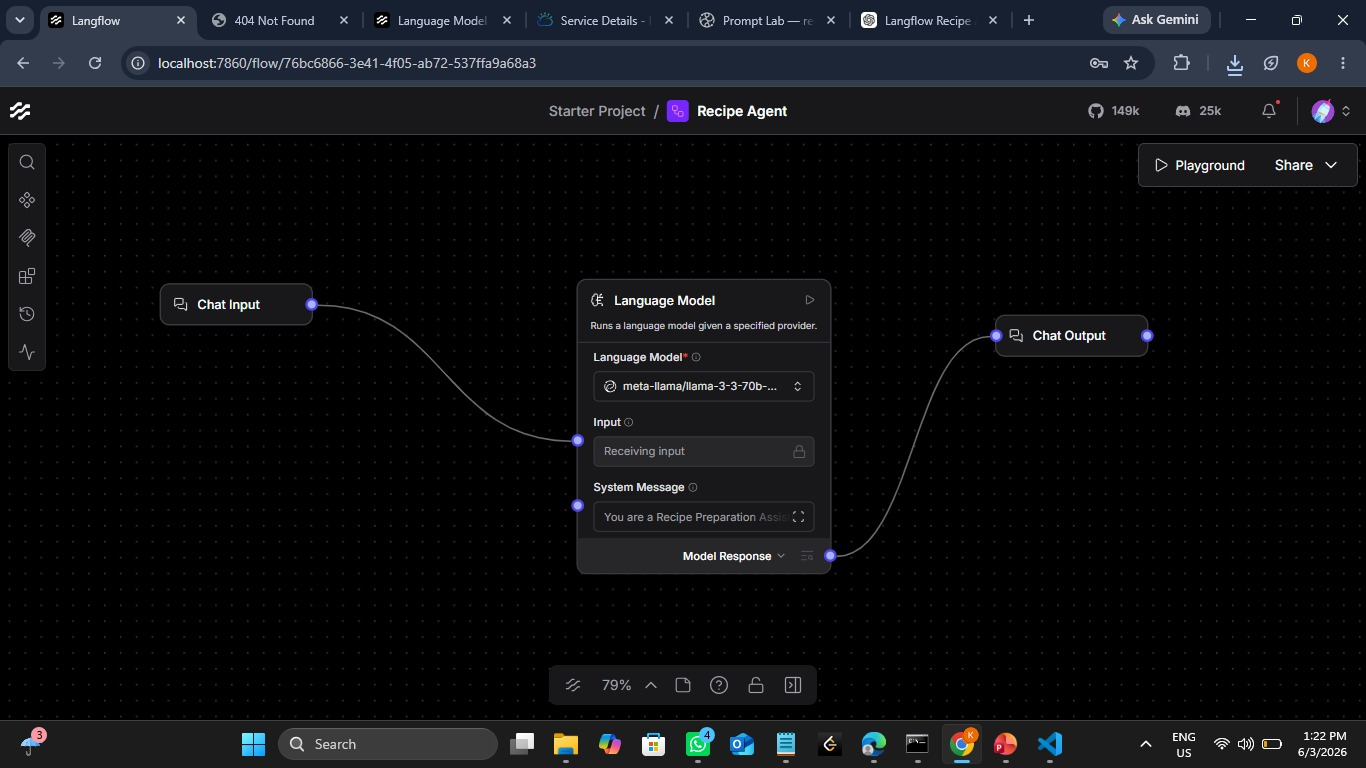 Langflow
404 Not Found
Language Model
Service Details -
Prompt Lab — re
Langflow Recipe
Ask Gemini
localhost:7860/flow/76bc6866-3e41-4f05-ab72-537ffa9a68a3
K
Starter Project / Recipe Agent
149k
25k
Playground
Share
Chat Input
Language Model
Runs a language model given a specified provider.
Language Model*
meta-llama/llama-3-3-70b-...
Input
Receiving input
System Message
You are a Recipe Preparation Assis
Model Response
Chat Output
79%
3
Search
4
K
ENG
US
1:22 PM
6/3/2026